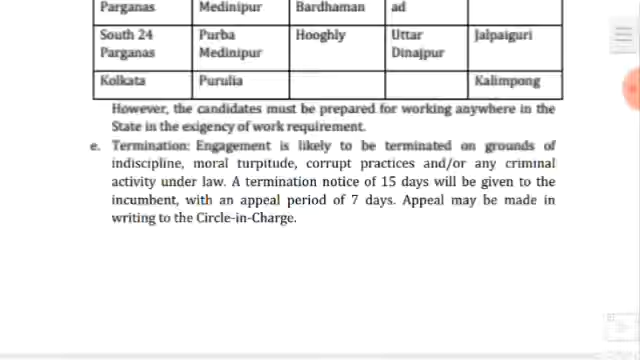 Parganas Medinipur Bardhaman ad
South 24 Purba Hooghly Uttar Jalpaiguri
Parganas Medinipur Dinajpur
Kolkata Purulia Kalimpong
However, the candidates must be prepared for working anywhere in the
State in the exigency of work requirement.
e. Termination: Engagement is likely to be terminated on grounds of
indiscipline, moral turpitude, corrupt practices and/or any criminal
activity under law. A termination notice of 15 days will be given to the
incumbent, with an appeal period of 7 days. Appeal may be made in
writing to the Circle-in-Charge.